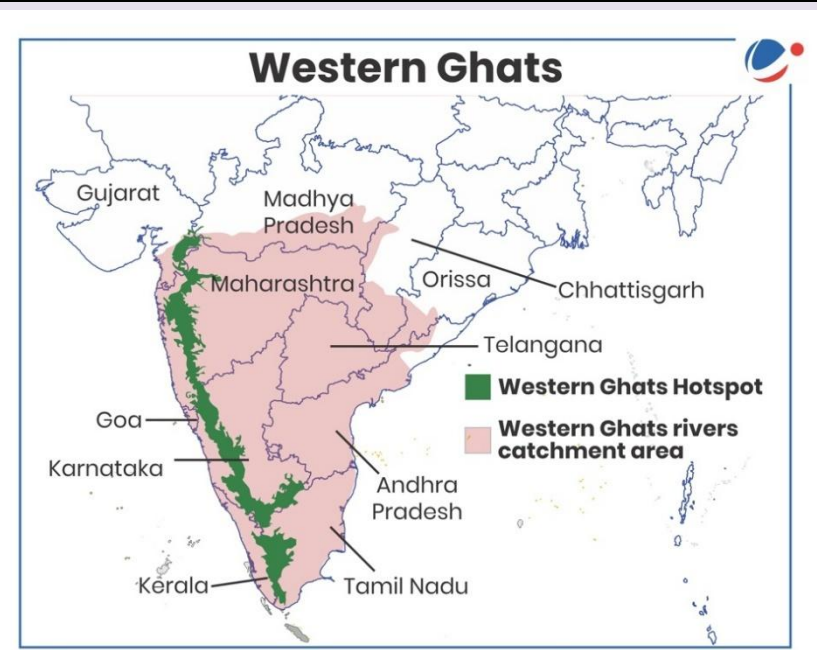 Western Ghats
Gujarat
Madhya
Pradesh
Maharashtra
Orissa
Chhattisgarh
Telangana
Western Ghats Hotspot
Western Ghats rivers
catchment area
Goa
Karnataka
Andhra
Pradesh
Kerala
Tamil Nadu